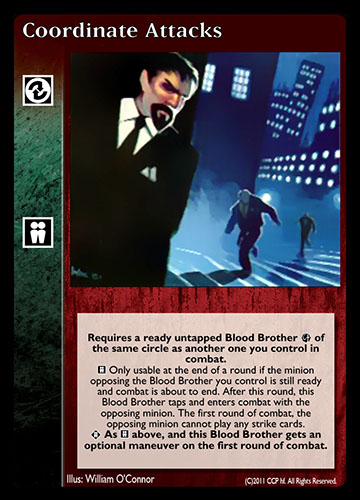 Coordinate Attacks
Requires a ready untapped Blood Brother of
the same circle as another one you control in
combat.
Only usable at the end of a round if the minion
opposing the Blood Brother you control is still ready
and combat is about to end. After this round, this
Blood Brother taps and enters combat with the
opposing minion. The first round of combat, the
opposing minion cannot play any strike cards.
As above, and this Blood Brother gets an
optional maneuver on the first round of combat.
Illus: William O'Connor
(C)2011 CCP hf. All Rights Reserved.